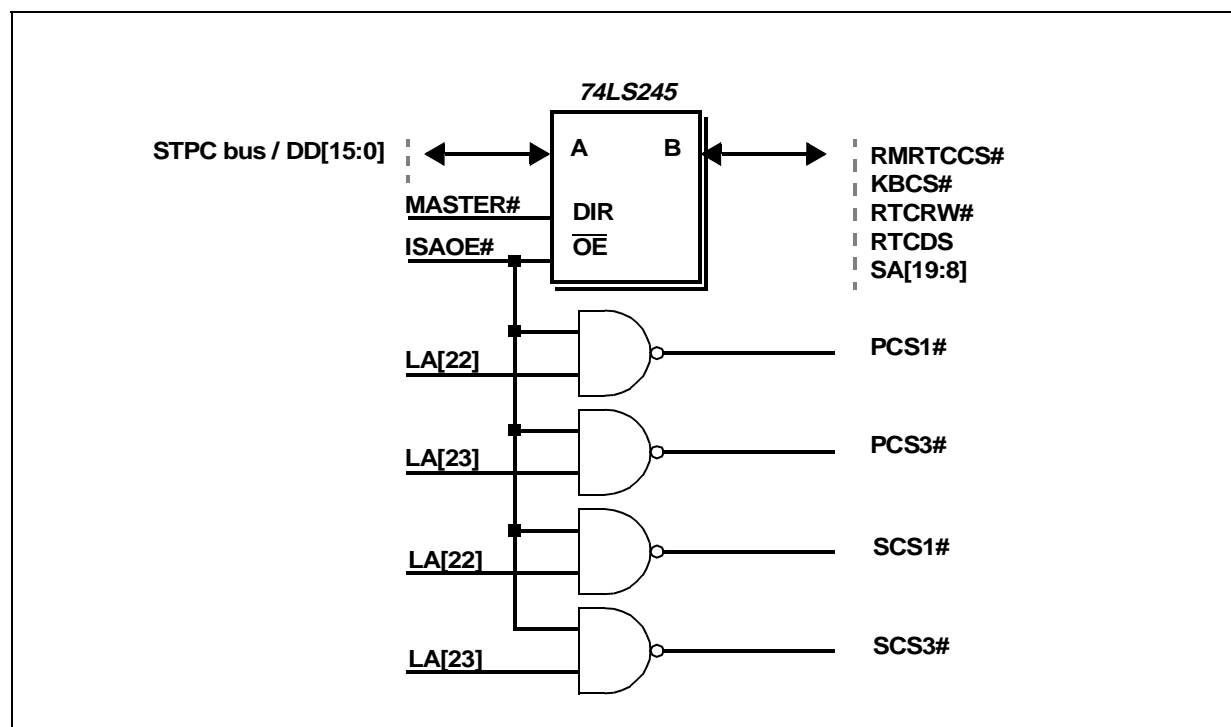 74LS245
STPC bus / DD[15:0]
A
B
RMRTCCS#
KBCS#
RTCRW#
RTCDS
SA[19:8]
MASTER#
DIR
ISAOE#
OE
LA[22]
PCS1#
LA[23]
PCS3#
LA[22]
SCS1#
LA[23]
SCS3#